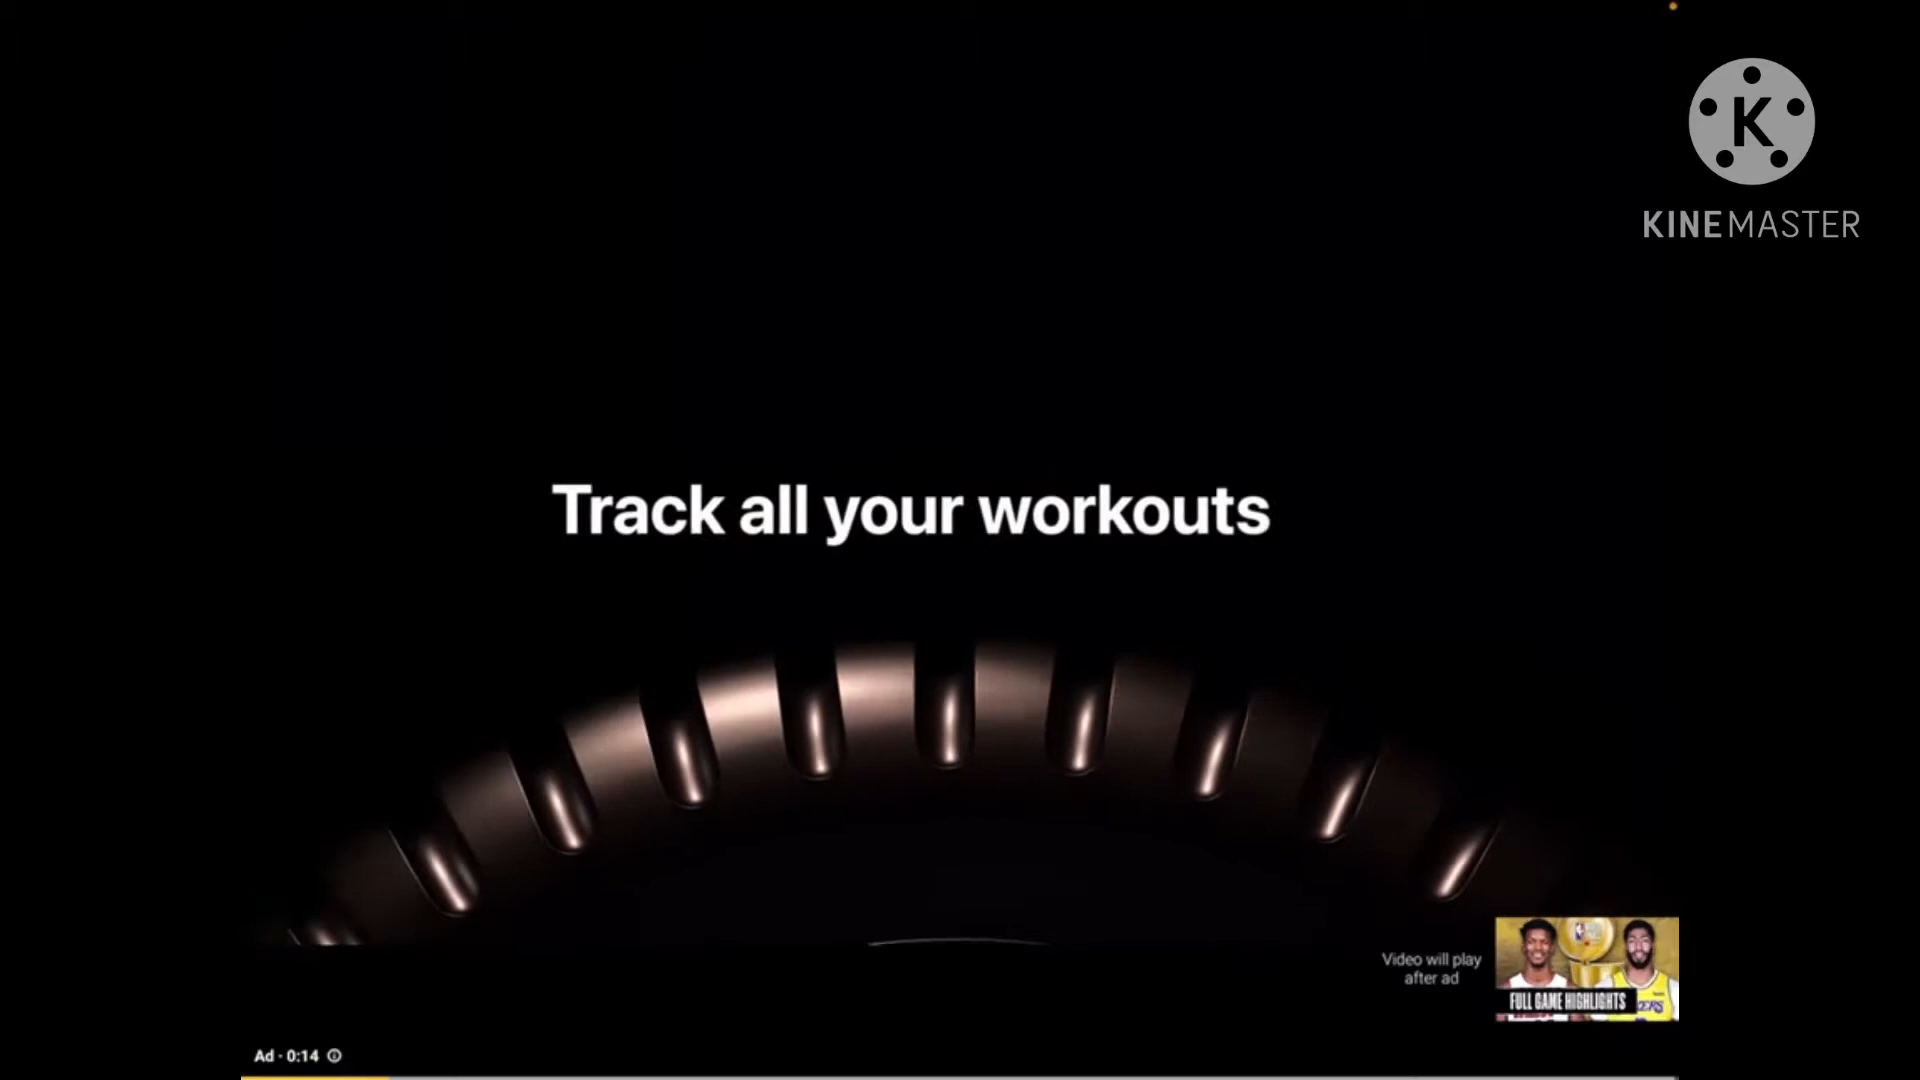 K
KINEMASTER
Track all your workouts
Video will play
after ad
FULL GAME HIGHLIGHTS
Ad · 0:14